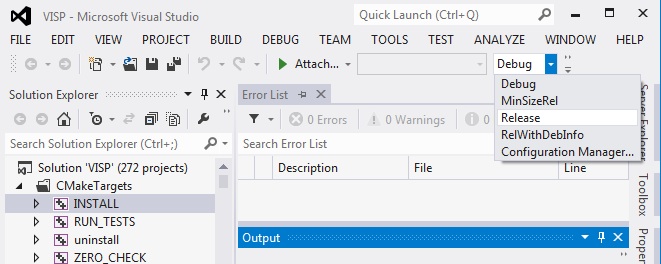 VISP - Microsoft Visual Studio
Quick Launch (Ctrl+Q)
FILE EDIT VIEW PROJECT BUILD DEBUG TEAM TOOLS TEST ANALYZE WINDOW HELP
Attach... Debug
Debug
MinSizeRel
Release
RelWithDebInfo
Configuration Manager...
Solution Explorer
Search Solution Explorer (Ctrl+;)
Solution 'VISP' (272 projects)
CMakeTargets
INSTALL
RUN_TESTS
uninstall
ZERO_CHECK
Error List
0 Errors 0 Warnings
Search Error List
Description File Line
Output
Server Explorer
Toolbox